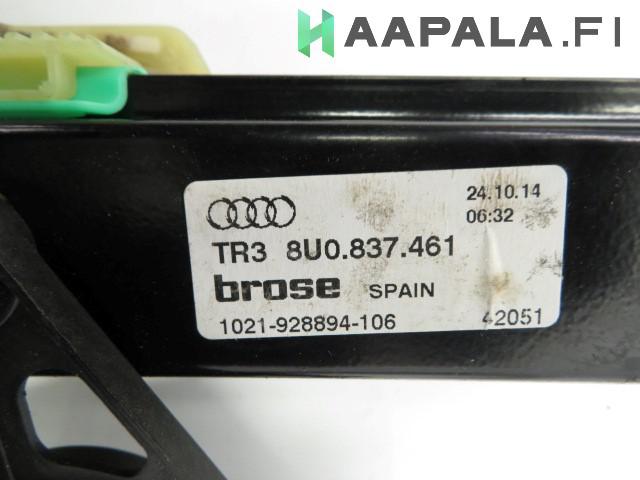 HAAPALA.FI
24.10.14
06:32
TR3 8U0.837.461
brose SPAIN
1021-928894-106 42051